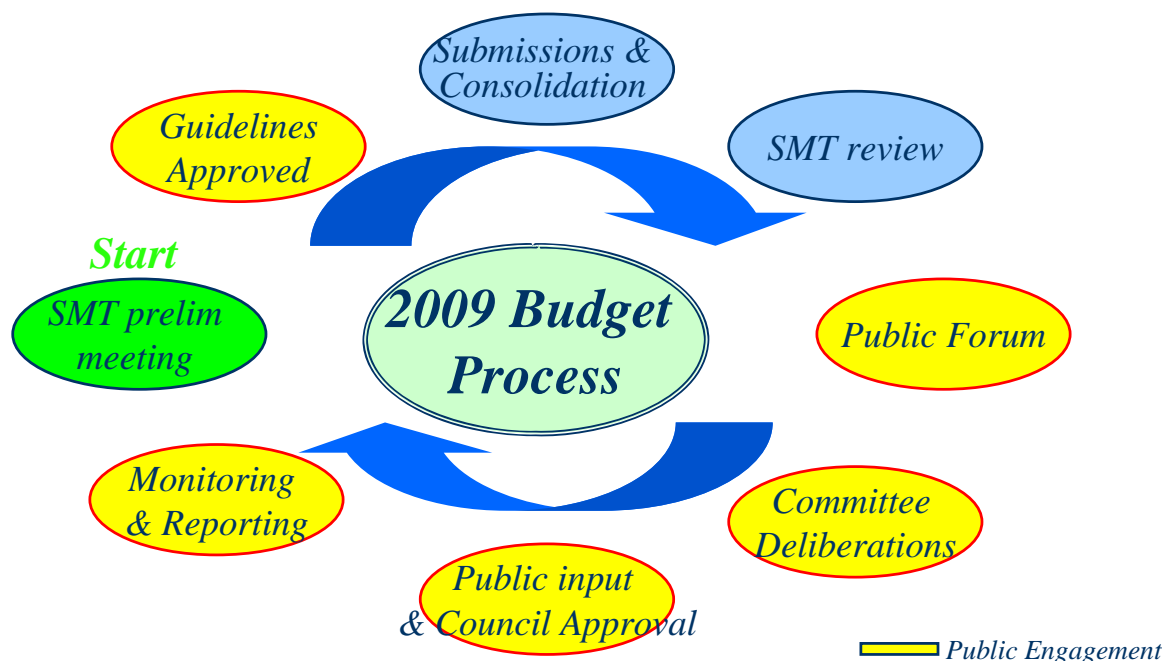 Submissions &
Consolidation
Guidelines
Approved
SMT review
Start
SMT prelim
meeting
2009 Budget
Process
Public Forum
Monitoring
& Reporting
Committee
Deliberations
Public input
& Council Approval
Public Engagement